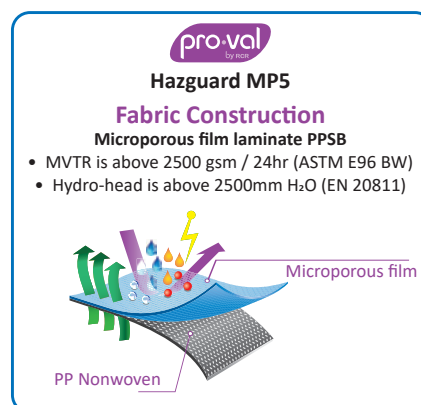 pro·val
by RCR
Hazguard MP5
Fabric Construction
Microporous film laminate PPSB
• MVTR is above 2500 gsm / 24hr (ASTM E96 BW)
• Hydro-head is above 2500mm H₂O (EN 20811)
Microporous film
PP Nonwoven